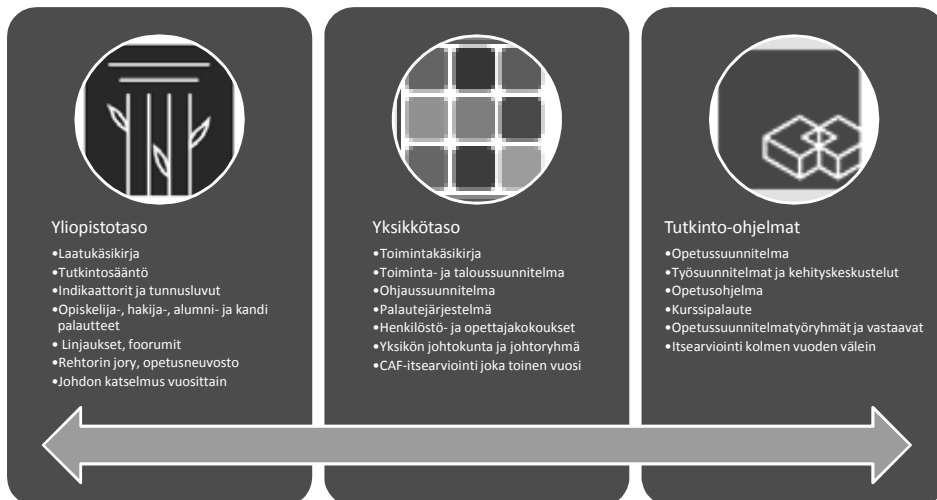 Yliopistotaso
•Laatukäsikirja
•Tutkintosääntö
•Indikaattorit ja tunnusluvut
•Opiskelija-, hakija-, alumni- ja kandi
palautteet
• Linjaukset, foorumit
•Rehtorin jory, opetusneuvosto
•Johdon katselmus vuosittain
Yksikkötaso
•Toimintakäsikirja
•Toiminta- ja taloussuunnitelma
•Ohjaussuunnitelma
•Palautejärjestelmä
•Henkilöstö- ja opettajakokoukset
•Yksikön johtokunta ja johtoryhmä
•CAF-itsearviointi joka toinen vuosi
Tutkinto-ohjelmat
•Opetussuunnitelma
•Työsuunnitelmat ja kehityskeskustelut
•Opetusohjelma
•Kurssipalaute
•Opetussuunnitelmatyöryhmät ja vastaavat
•Itsearviointi kolmen vuoden välein